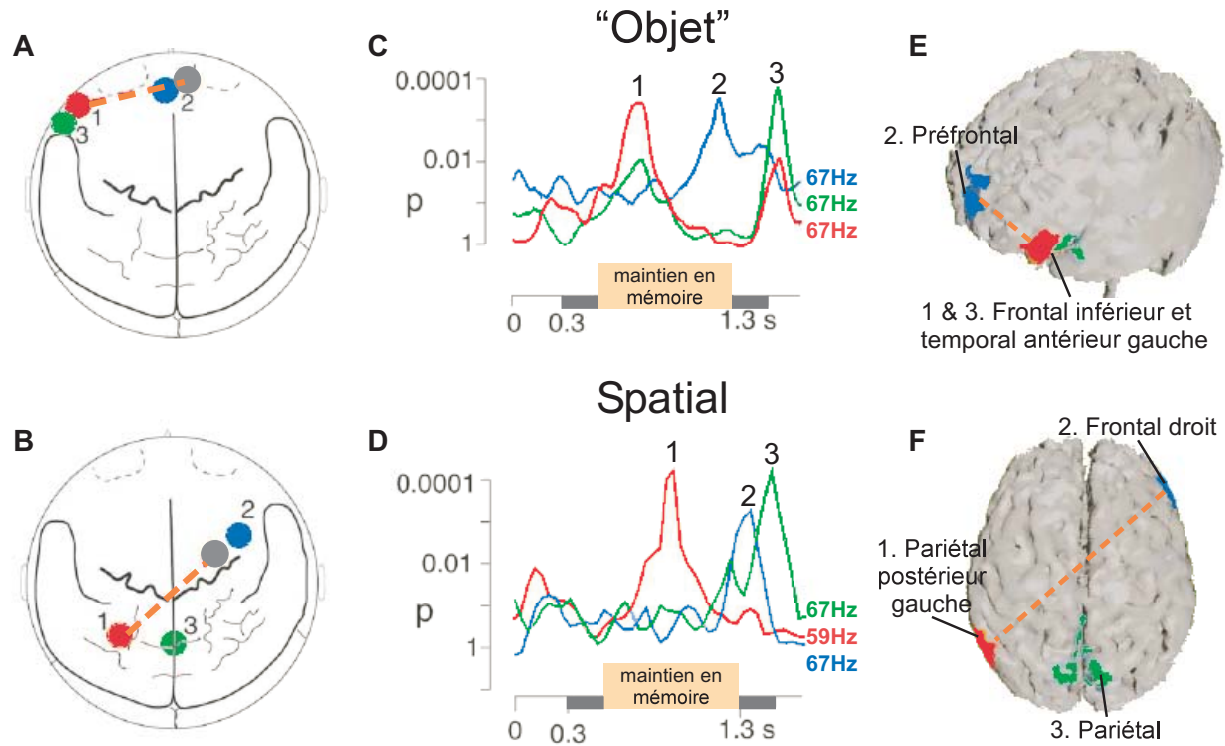 “Objet”
A
1
2
3
C
0.0001
0.01
1
p
1
2
3
67Hz
67Hz
67Hz
maintien en
mémoire
0
0.3
1.3 s
E
2. Préfrontal
1 & 3. Frontal inférieur et
temporal antérieur gauche
Spatial
B
1
2
3
D
0.0001
0.01
1
p
1
2
3
67Hz
59Hz
67Hz
maintien en
mémoire
0
0.3
1.3 s
F
2. Frontal droit
1. Pariétal
postérieur
gauche
3. Pariétal